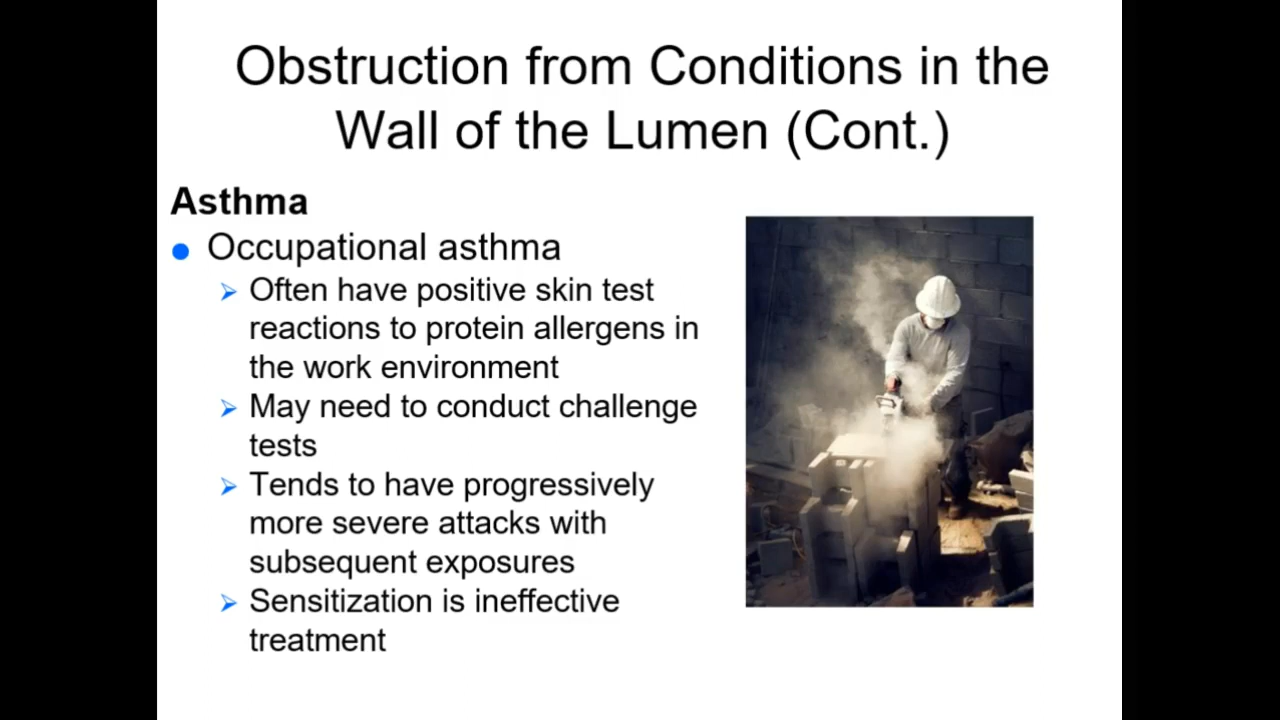 Obstruction from Conditions in the
Wall of the Lumen (Cont.)
Asthma
Occupational asthma
Often have positive skin test
reactions to protein allergens in
the work environment
May need to conduct challenge
tests
Tends to have progressively
more severe attacks with
subsequent exposures
Sensitization is ineffective
treatment